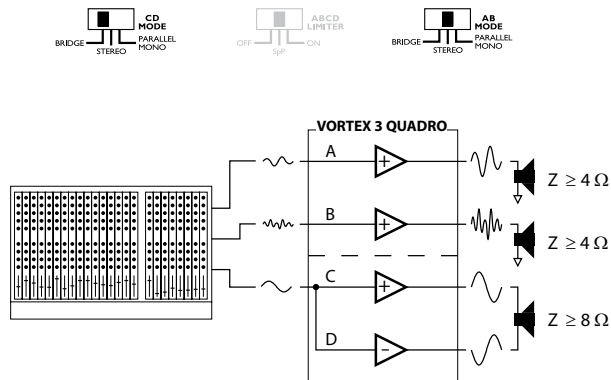 CD
MODE
BRIDGE
STEREO
PARALLEL
MONO
ABCD
LIMITER
OFF
SpP
ON
AB
MODE
BRIDGE
STEREO
PARALLEL
MONO
VORTEX 3 QUADRO
A
+
Z ≥ 4 Ω
B
+
Z ≥ 4 Ω
C
+
Z ≥ 8 Ω
D
-